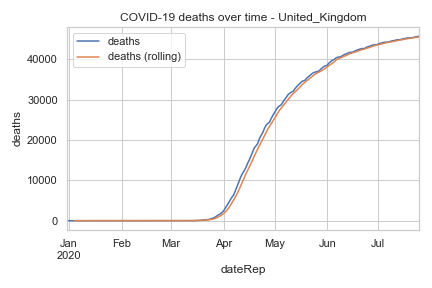 COVID-19 deaths over time - United_Kingdom
deaths
deaths (rolling)
deaths
40000
30000
20000
10000
0
Jan Feb Mar Apr May Jun Jul
2020
dateRep